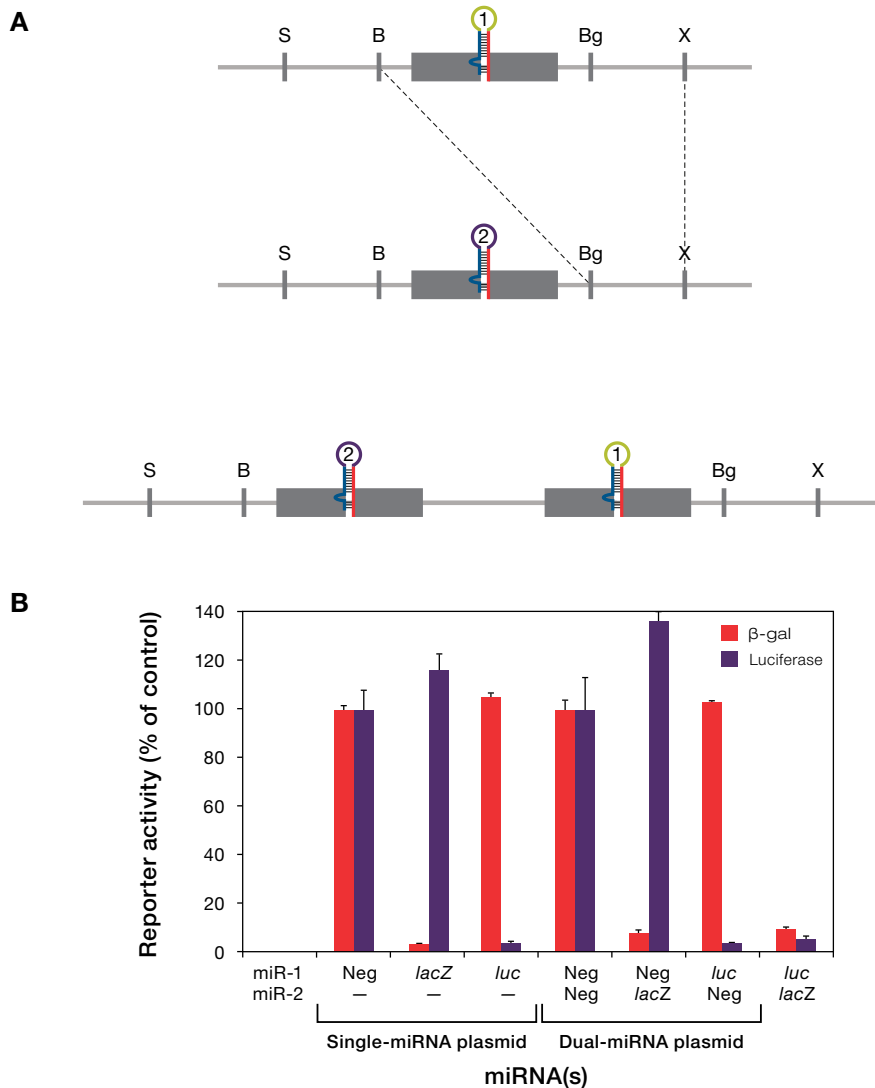 A
1
S B Bg X
2
S B Bg X
2 1
S B Bg X
B
Reporter activity (% of control)
140
120
100
80
60
40
20
0
β-gal
Luciferase
miR-1 Neg lacZ luc Neg Neg luc luc
miR-2 — — — Neg lacZ Neg lacZ
Single-miRNA plasmid Dual-miRNA plasmid
miRNA(s)